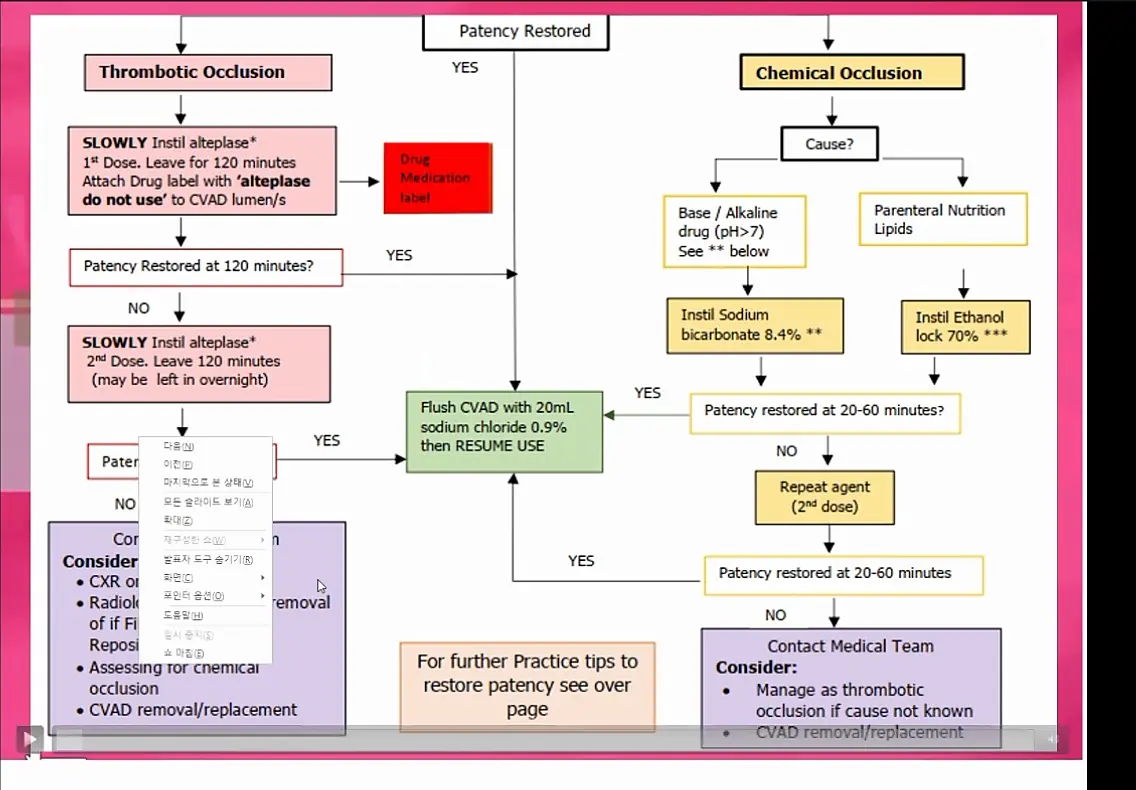 Patency Restored
YES
Thrombotic Occlusion
SLOWLY Instil alteplase*
1st Dose. Leave for 120 minutes
Attach Drug label with 'alteplase
do not use' to CVAD lumen/s
Drug
Medication
label
Patency Restored at 120 minutes?
YES
NO
SLOWLY Instil alteplase*
2nd Dose. Leave 120 minutes
(may be left in overnight)
YES
NO
Consider
CXR
of if
removal
Assessing for chemical
occlusion
CVAD removal/replacement
다음(N)
이전(P)
마지막으로 본 상태(V)
모든 슬라이드 보기(A)
확대(Z)
재구성한 쇼(W)
발표자 도구 숨기기(R)
화면(C)
포인터 옵션(O)
도움말(H)
일시 중지(S)
쇼 마침(E)
Flush CVAD with 20mL
sodium chloride 0.9%
then RESUME USE
For further Practice tips to
restore patency see over
page
Chemical Occlusion
Cause?
Base / Alkaline
drug (pH>7)
See ** below
Parenteral Nutrition
Lipids
Instil Sodium
bicarbonate 8.4% **
Instil Ethanol
lock 70% ***
YES
Patency restored at 20-60 minutes?
NO
Repeat agent
(2nd dose)
YES
Patency restored at 20-60 minutes
NO
Contact Medical Team
Consider:
Manage as thrombotic
occlusion if cause not known
CVAD removal/replacement